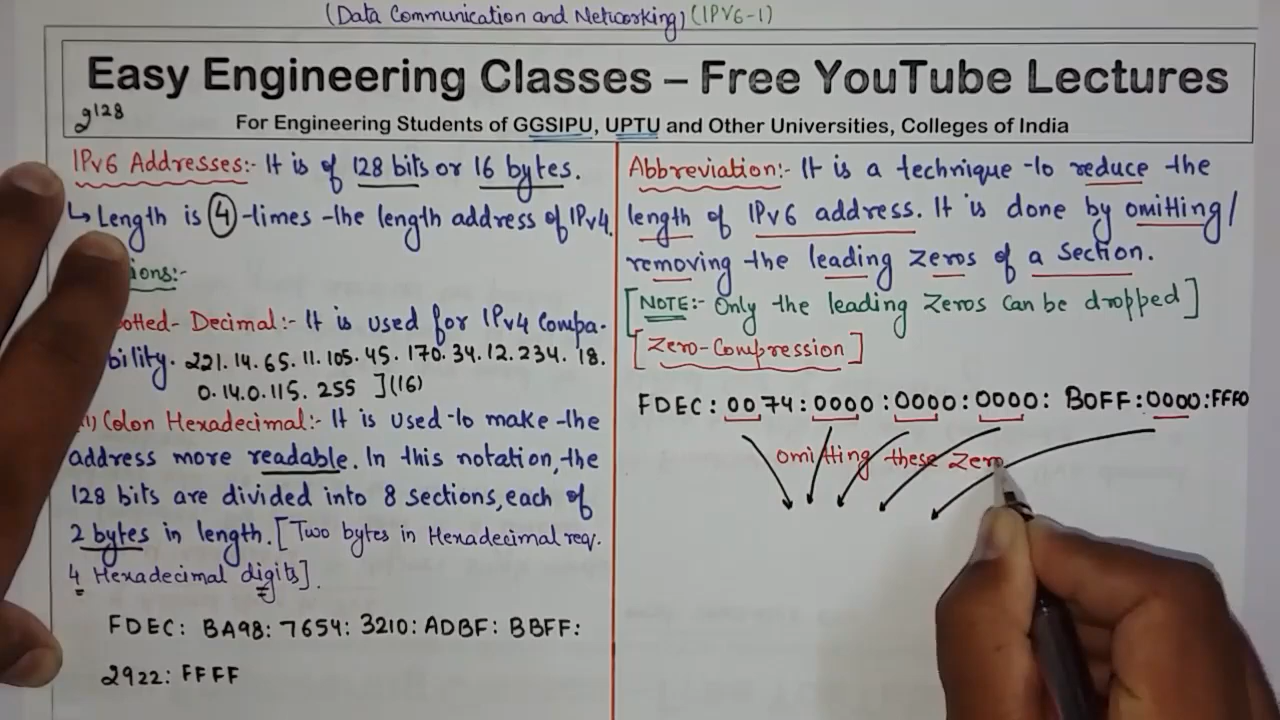 (Data Communication and Networking) (IPV6-1)
Easy Engineering Classes – Free YouTube Lectures
2¹²⁸
For Engineering Students of GGSIPU, UPTU and Other Universities, Colleges of India
IPv6 Addresses:- It is of 128 bits or 16 bytes.
↳ Length is 4 -times -the length address of IPv4.
ions:-
otted- Decimal:- It is used for IPv4 Compa-
bility. 221. 14. 65. 11. 105. 45. 170. 34. 12. 234. 18.
0. 14. 0. 115. 255 ](16)
) Colon Hexadecimal:- It is used -to make -the
address more readable. In this notation, the
128 bits are divided into 8 sections, each of
2 bytes in length. [Two bytes in Hexadecimal req.
4 Hexadecimal digits].
FDEC: BA98: 7654: 3210: ADBF: BBFF:
2922: FFFF
Abbreviation:- It is a technique -to reduce the
length of IPv6 address. It is done by omitting/
removing the leading zeros of a Section.
[NOTE:- Only the leading Zeros can be dropped]
[Zero-Compression]
FDEC: 0074: 0000: 0000: 0000: B0FF: 0000: FFF0
omitting these Zero